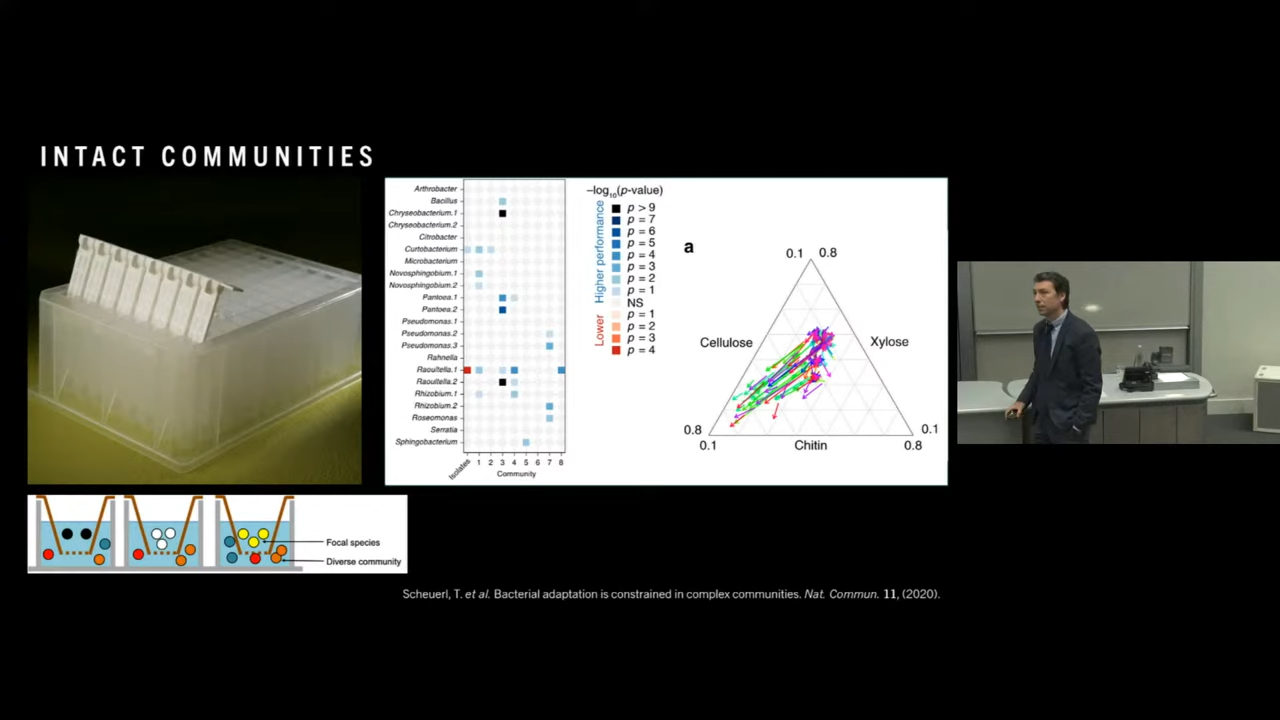 INTACT COMMUNITIES
Arthrobacter
Bacillus
Chryseobacterium.1
Chryseobacterium.2
Citrobacter
Curtobacterium
Microbacterium
Novosphingobium.1
Novosphingobium.2
Pantoea.1
Pantoea.2
Pseudomonas.1
Pseudomonas.2
Pseudomonas.3
Rahnella
Raoultella.1
Raoultella.2
Rhizobium.1
Rhizobium.2
Roseomonas
Serratia
Sphingobacterium
Isolates 1 2 3 4 5 6 7 8
Community
−log10(p-value)
Higher performance
p > 9
p = 7
p = 6
p = 5
p = 4
p = 3
p = 2
p = 1
NS
Lower
p = 1
p = 2
p = 3
p = 4
a
0.1 0.8
Cellulose
Xylose
0.8
0.1
0.1
Chitin
0.8
Focal species
Diverse community
Scheuerl, T. et al. Bacterial adaptation is constrained in complex communities. Nat. Commun. 11, (2020).